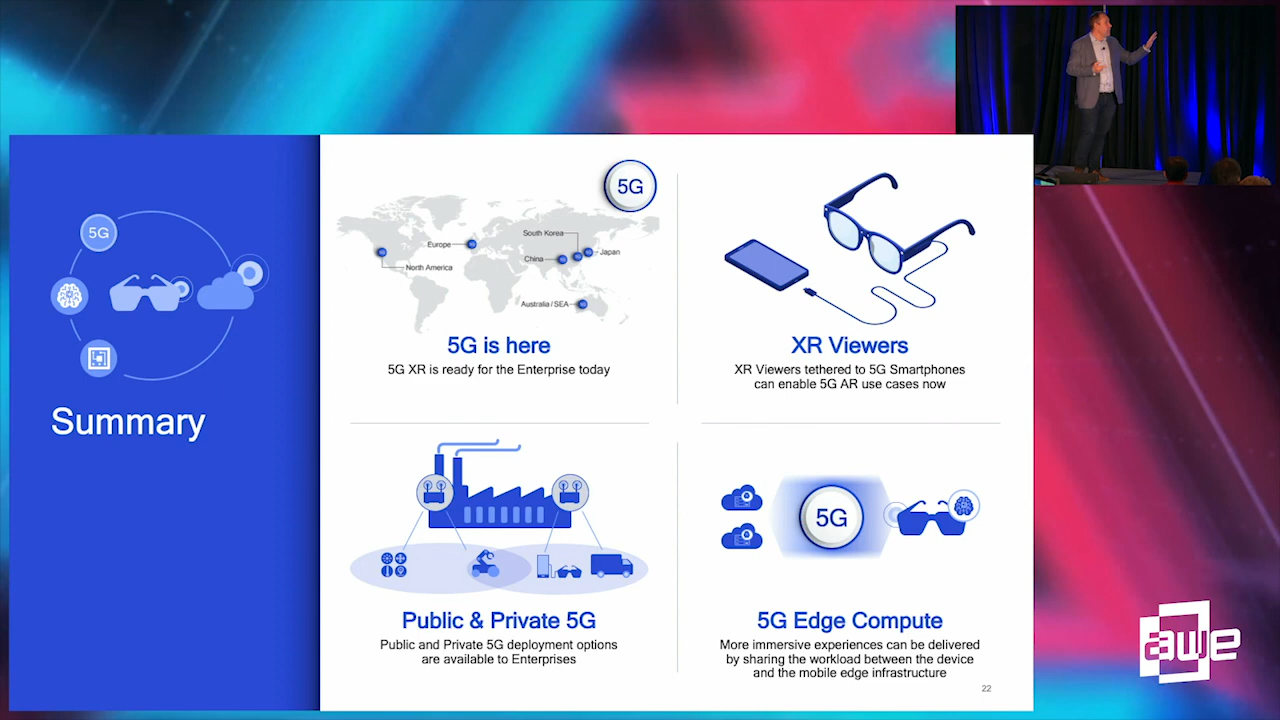 5G
Summary
5G
Europe
South Korea
Japan
China
North America
Australia/SEA
5G is here
5G XR is ready for the Enterprise today
XR Viewers
XR Viewers tethered to 5G Smartphones
can enable 5G AR use cases now
Public & Private 5G
Public and Private 5G deployment options
are available to Enterprises
5G
5G Edge Compute
More immersive experiences can be delivered
by sharing the workload between the device
and the mobile edge infrastructure
22
awe